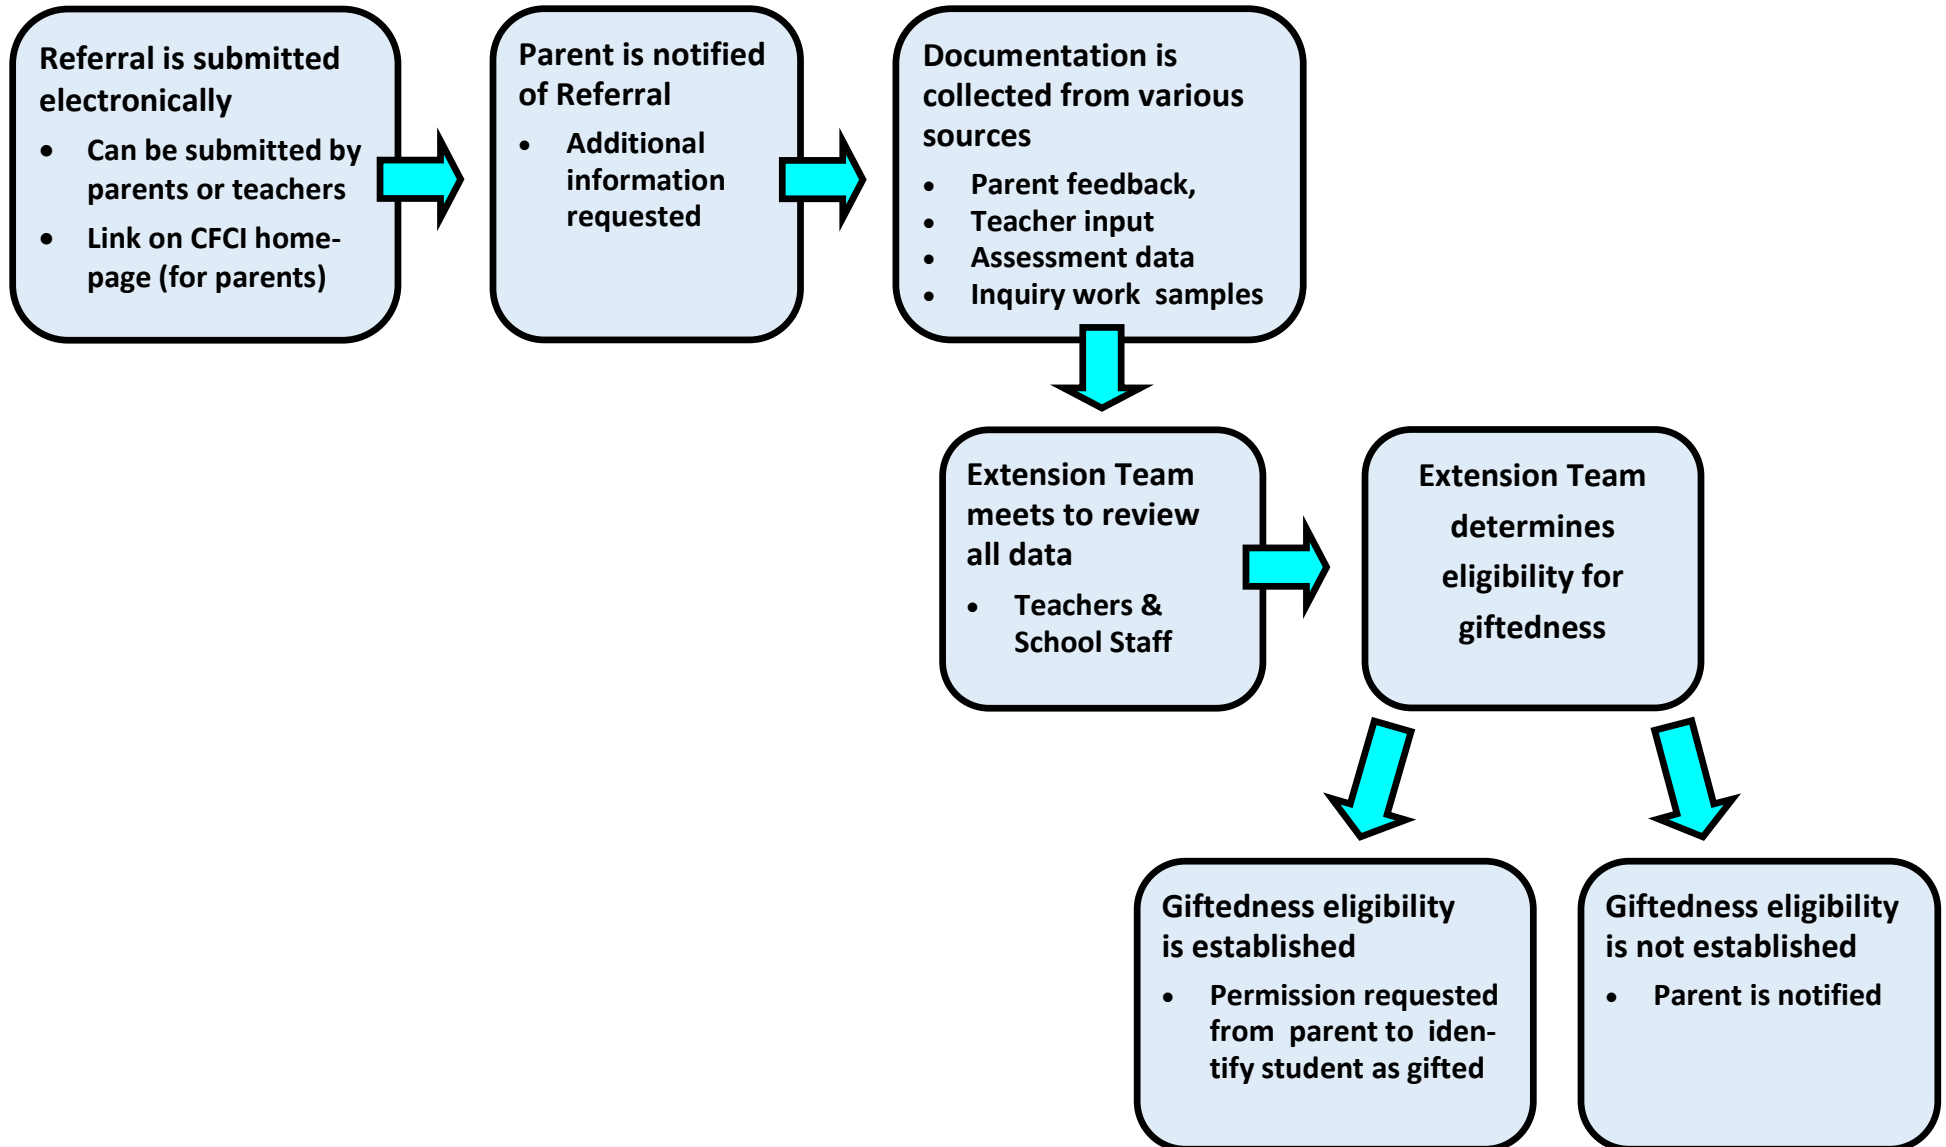 Referral is submitted
electronically
• Can be submitted by
parents or teachers
• Link on CFCI home-
page (for parents)
Parent is notified
of Referral
• Additional
information
requested
Documentation is
collected from various
sources
• Parent feedback,
• Teacher input
• Assessment data
• Inquiry work  samples
Extension Team
meets to review
all data
• Teachers &
School Staff
Extension Team
determines
eligibility for
giftedness
Giftedness eligibility
is established
• Permission requested
from  parent to  iden-
tify student as gifted
Giftedness eligibility
is not established
• Parent is notified